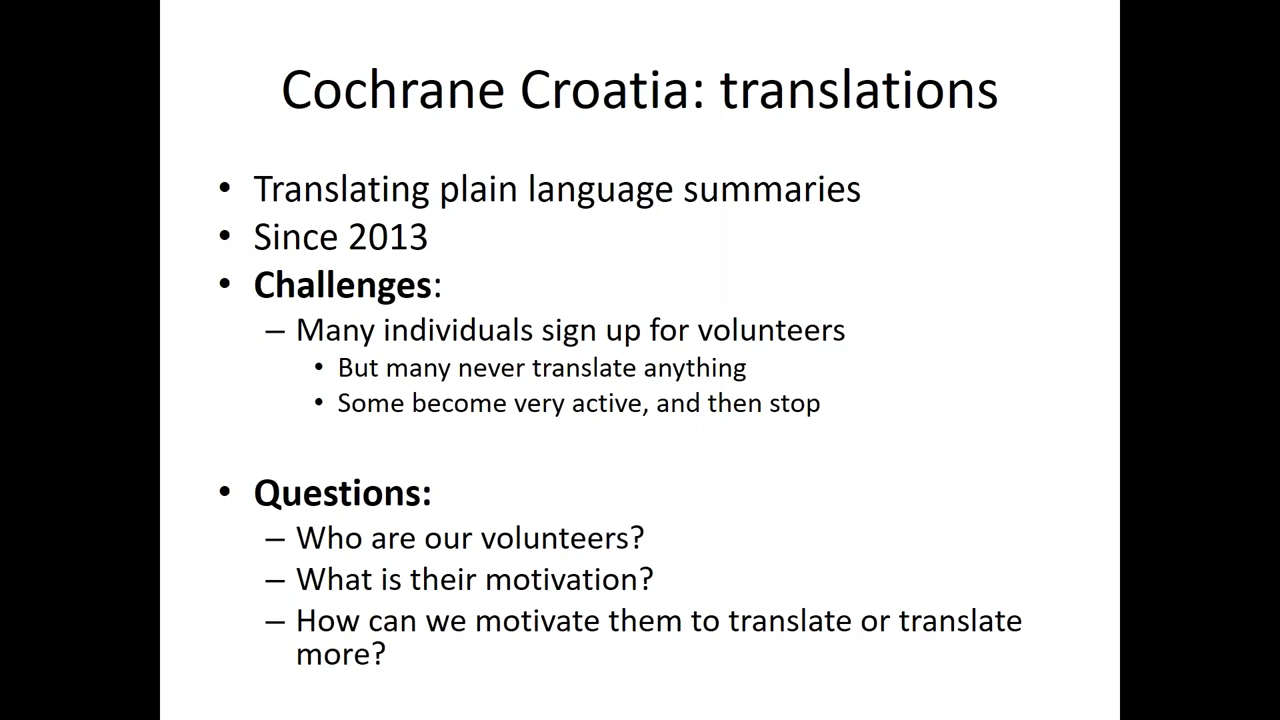 Cochrane Croatia: translations
• Translating plain language summaries
• Since 2013
• Challenges:
– Many individuals sign up for volunteers
• But many never translate anything
• Some become very active, and then stop
• Questions:
– Who are our volunteers?
– What is their motivation?
– How can we motivate them to translate or translate
more?